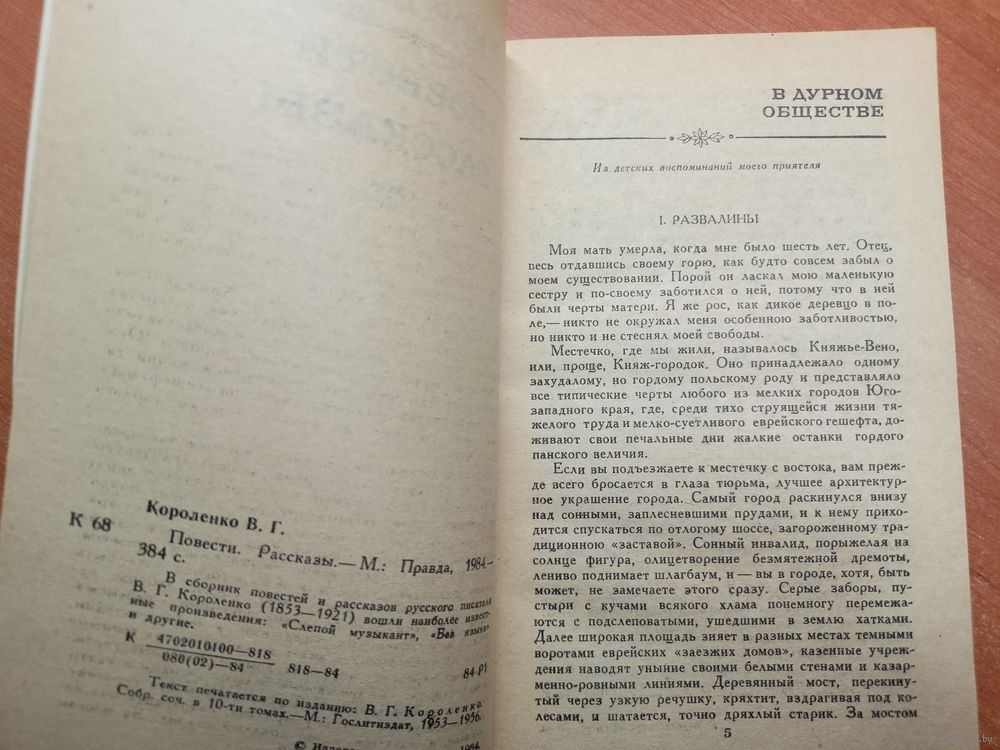 Короленко В. Г.
К 68
Повести. Рассказы.— М.: Правда, 1984—
384 с.
В сборник повестей и рассказов русского писателя
В. Г. Короленко (1853—1921) вошли наиболее извест-
ные произведения: «Слепой музыкант», «Без языка»
и другие.
К 4702010100—818
080(02)—84
818—84
84 Р1
Текст печатается по изданию: В. Г. Короленко.
Собр. соч. в 10-ти томах.—М.: Гослитиздат, 1953—1956.
©
1984.
В ДУРНОМ
ОБЩЕСТВЕ
Из детских воспоминаний моего приятеля
I. РАЗВАЛИНЫ
Моя мать умерла, когда мне было шесть лет. Отец,
весь отдавшись своему горю, как будто совсем забыл о
моем существовании. Порой он ласкал мою маленькую
сестру и по-своему заботился о ней, потому что в ней
были черты матери. Я же рос, как дикое деревцо в по-
ле,— никто не окружал меня особенною заботливостью,
но никто и не стеснял моей свободы.
Местечко, где мы жили, называлось Княжье-Вено,
или, проще, Княж-городок. Оно принадлежало одному
захудалому, но гордому польскому роду и представляло
все типические черты любого из мелких городов Юго-
западного края, где, среди тихо струящейся жизни тя-
желого труда и мелко-суетливого еврейского гешефта, до-
живают свои печальные дни жалкие останки гордого
панского величия.
Если вы подъезжаете к местечку с востока, вам преж-
де всего бросается в глаза тюрьма, лучшее архитектур-
ное украшение города. Самый город раскинулся внизу
над сонными, заплесневшими прудами, и к нему прихо-
дится спускаться по отлогому шоссе, загороженному тра-
диционною «заставой». Сонный инвалид, порыжелая на
солнце фигура, олицетворение безмятежной дремоты,
лениво поднимает шлагбаум, и — вы в городе, хотя, быть
может, не замечаете этого сразу. Серые заборы, пу-
стыри с кучами всякого хлама понемногу перемежа-
ются с подслеповатыми, ушедшими в землю хатками.
Далее широкая площадь зияет в разных местах темными
воротами еврейских «заезжих домов», казенные учреж-
дения наводят уныние своими белыми стенами и казар-
менно-ровными линиями. Деревянный мост, перекину-
тый через узкую речушку, кряхтит, вздрагивая под ко-
лесами, и шатается, точно дряхлый старик. За мостом
5